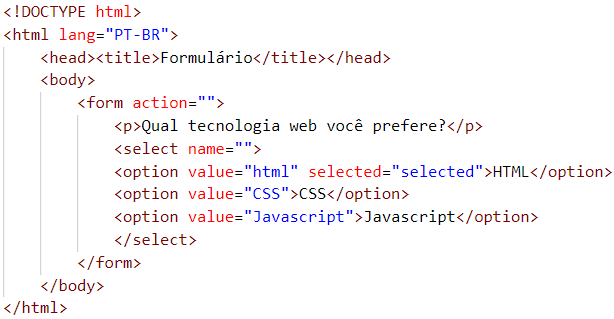 <!DOCTYPE html>
<html lang="PT-BR">
<head><title>Formulário</title></head>
<body>
<form action="">
<p>Qual tecnologia web você prefere?</p>
<select name="">
<option value="html" selected="selected">HTML</option>
<option value="CSS">CSS</option>
<option value="Javascript">Javascript</option>
</select>
</form>
</body>
</html>